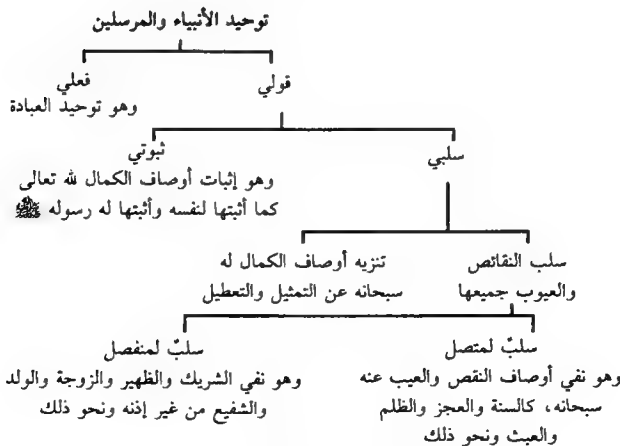 توحيد الأنبياء والمرسلين
قولي
فعلي
وهو توحيد العبادة
سلبي
ثبوتي
وهو إثبات أوصاف الكمال لله تعالى
كما أثبتها لنفسه وأثبتها له رسوله ﷺ
سلب النقائص
والعيوب جميعها
تنزيه أوصاف الكمال له
سبحانه عن التمثيل والتعطيل
سلبٌ لمتصل
وهو نفي أوصاف النقص والعيب عنه
سبحانه، كالسنة والعجز والظلم
والعبث ونحو ذلك
سلبٌ لمنفصل
وهو نفي الشريك والظهير والزوجة والولد
والشفيع من غير إذنه ونحو ذلك